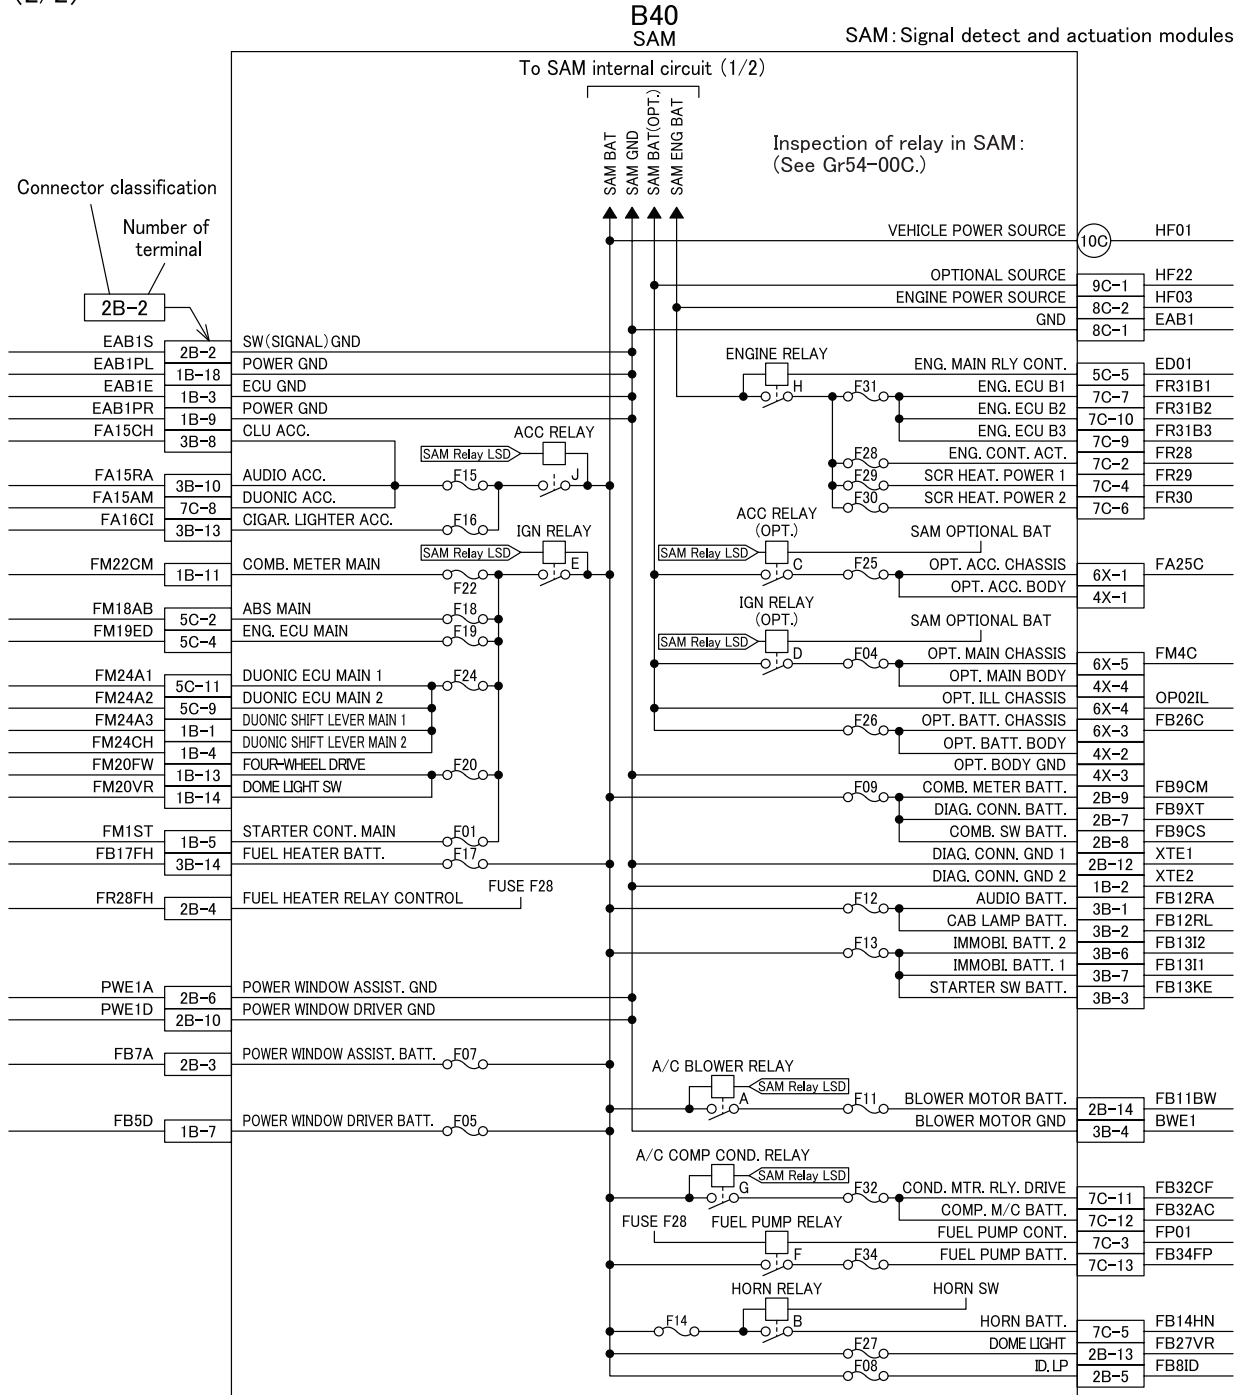 (2/2)
B40
SAM
SAM:Signal detect and actuation modules
To SAM internal circuit (1/2)
SAM BAT
SAM GND
SAM BAT(OPT.)
SAM ENG BAT
Inspection of relay in SAM:
(See Gr54-00C.)
Connector classification
Number of
terminal
2B-2
VEHICLE POWER SOURCE 10C HF01
OPTIONAL SOURCE 9C-1 HF22
ENGINE POWER SOURCE 8C-2 HF03
GND 8C-1 EAB1
EAB1S 2B-2 SW(SIGNAL)GND
EAB1PL 1B-18 POWER GND
EAB1E 1B-3 ECU GND
EAB1PR 1B-9 POWER GND
FA15CH 3B-8 CLU ACC.
ACC RELAY
SAM Relay LSD
J
FA15RA 3B-10 AUDIO ACC. F15
FA15AM 7C-8 DUONIC ACC.
FA16CI 3B-13 CIGAR. LIGHTER ACC. F16
IGN RELAY
SAM Relay LSD
E
FM22CM 1B-11 COMB. METER MAIN F22
FM18AB 5C-2 ABS MAIN F18
FM19ED 5C-4 ENG. ECU MAIN F19
FM24A1 5C-11 DUONIC ECU MAIN 1 F24
FM24A2 5C-9 DUONIC ECU MAIN 2
FM24A3 1B-1 DUONIC SHIFT LEVER MAIN 1
FM24CH 1B-4 DUONIC SHIFT LEVER MAIN 2
FM20FW 1B-13 FOUR-WHEEL DRIVE F20
FM20VR 1B-14 DOME LIGHT SW
FM1ST 1B-5 STARTER CONT. MAIN F01
FB17FH 3B-14 FUEL HEATER BATT. F17
FR28FH 2B-4 FUEL HEATER RELAY CONTROL FUSE F28
PWE1A 2B-6 POWER WINDOW ASSIST. GND
PWE1D 2B-10 POWER WINDOW DRIVER GND
FB7A 2B-3 POWER WINDOW ASSIST. BATT. F07
FB5D 1B-7 POWER WINDOW DRIVER BATT. F05
ENGINE RELAY
H
ENG. MAIN RLY CONT. 5C-5 ED01
F31 ENG. ECU B1 7C-7 FR31B1
ENG. ECU B2 7C-10 FR31B2
ENG. ECU B3 7C-9 FR31B3
F28 ENG. CONT. ACT. 7C-2 FR28
F29 SCR HEAT. POWER 1 7C-4 FR29
F30 SCR HEAT. POWER 2 7C-6 FR30
ACC RELAY
(OPT.)
SAM OPTIONAL BAT
SAM Relay LSD
C
F25 OPT. ACC. CHASSIS 6X-1 FA25C
OPT. ACC. BODY 4X-1
IGN RELAY
(OPT.)
SAM OPTIONAL BAT
SAM Relay LSD
D
F04 OPT. MAIN CHASSIS 6X-5 FM4C
OPT. MAIN BODY 4X-4
OPT. ILL CHASSIS 6X-4 OP02IL
F26 OPT. BATT. CHASSIS 6X-3 FB26C
OPT. BATT. BODY 4X-2
OPT. BODY GND 4X-3
F09 COMB. METER BATT. 2B-9 FB9CM
DIAG. CONN. BATT. 2B-7 FB9XT
COMB. SW BATT. 2B-8 FB9CS
DIAG. CONN. GND 1 2B-12 XTE1
DIAG. CONN. GND 2 1B-2 XTE2
F12 AUDIO BATT. 3B-1 FB12RA
CAB LAMP BATT. 3B-2 FB12RL
F13 IMMOBI. BATT. 2 3B-6 FB13I2
IMMOBI. BATT. 1 3B-7 FB13I1
STARTER SW BATT. 3B-3 FB13KE
A/C BLOWER RELAY
SAM Relay LSD
A
F11 BLOWER MOTOR BATT. 2B-14 FB11BW
BLOWER MOTOR GND 3B-4 BWE1
A/C COMP COND. RELAY
SAM Relay LSD
G
F32 COND. MTR. RLY. DRIVE 7C-11 FB32CF
COMP. M/C BATT. 7C-12 FB32AC
FUSE F28 FUEL PUMP RELAY
FUEL PUMP CONT. 7C-3 FP01
F
F34 FUEL PUMP BATT. 7C-13 FB34FP
HORN RELAY HORN SW
F14 B HORN BATT. 7C-5 FB14HN
F27 DOME LIGHT 2B-13 FB27VR
F08 ID. LP 2B-5 FB8ID